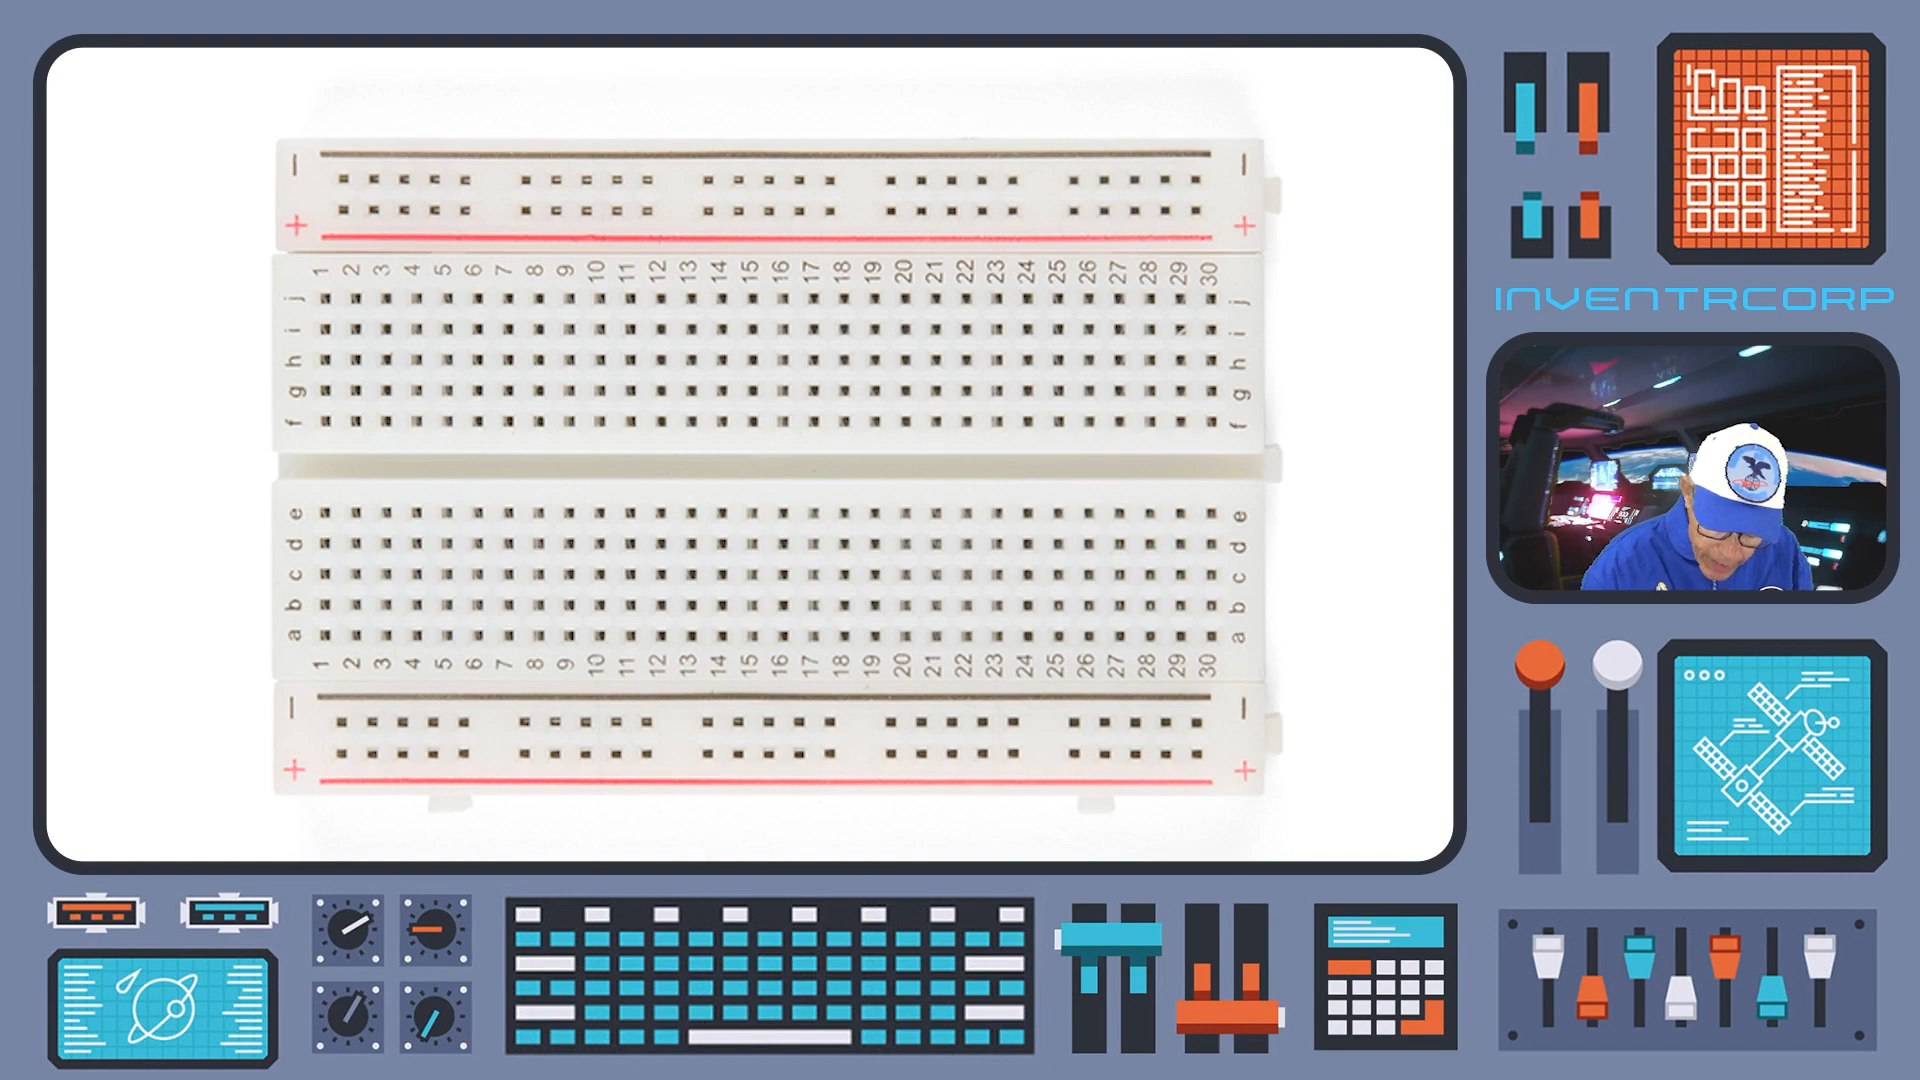 − −
+ +
1 2 3 4 5 6 7 8 9 10 11 12 13 14 15 16 17 18 19 20 21 22 23 24 25 26 27 28 29 30
j j
i i
h h
g g
f f
e e
d d
c c
b b
a a
1 2 3 4 5 6 7 8 9 10 11 12 13 14 15 16 17 18 19 20 21 22 23 24 25 26 27 28 29 30
− −
+ +
INVENTRCORP